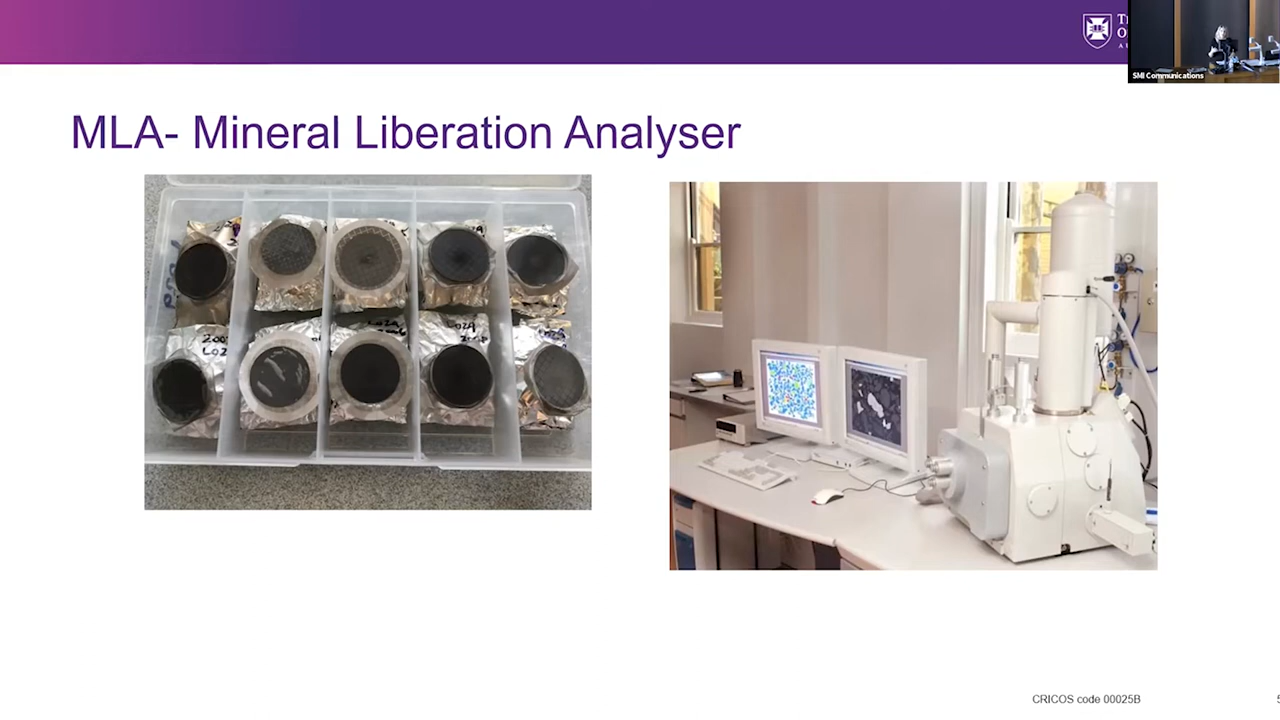 SMI Communications
MLA- Mineral Liberation Analyser
CRICOS code 00025B